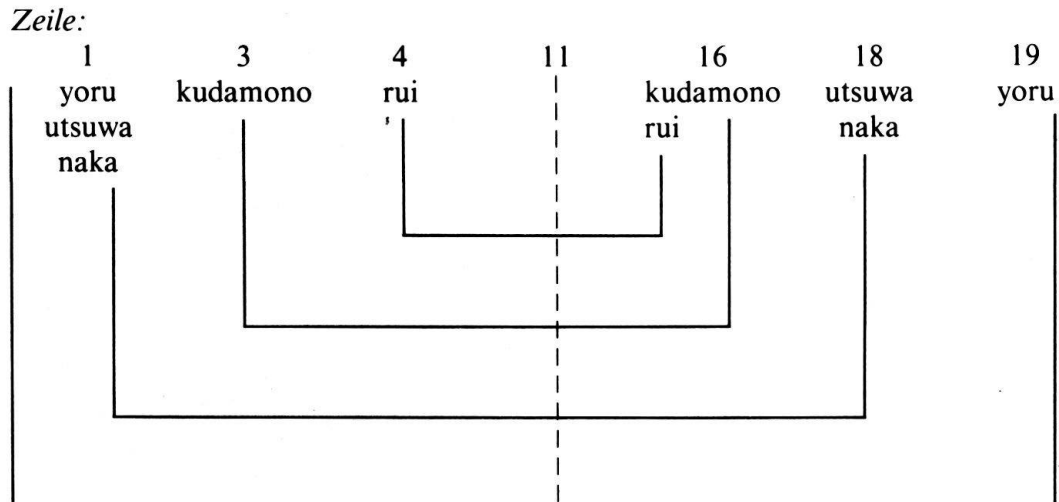 Zeile:
1 3 4 11 16 18 19
yoru kudamono rui kudamono utsuwa yoru
utsuwa rui naka
naka